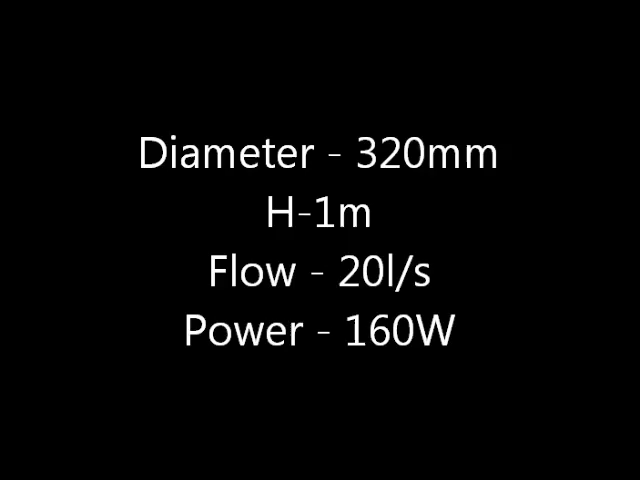 Diameter - 320mm
H-1m
Flow - 20l/s
Power - 160W